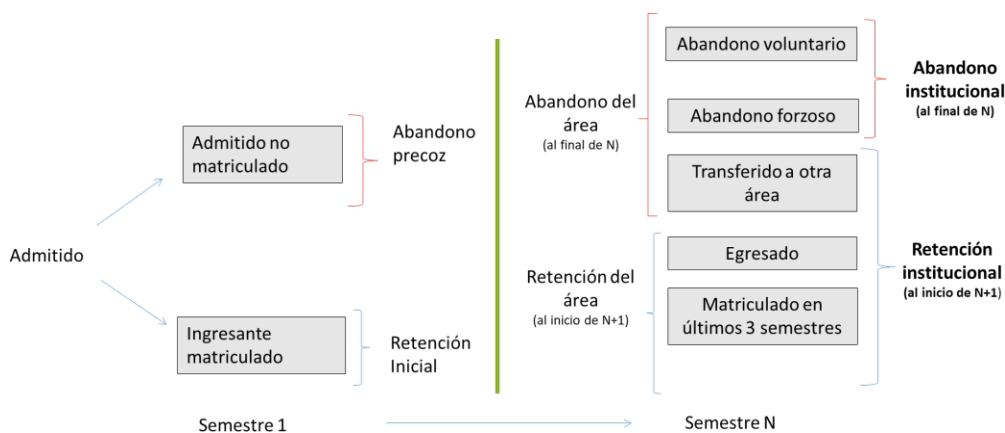 Admitido
Admitido no
matriculado
Abandono
precoz
Ingresante
matriculado
Retención
Inicial
Semestre 1
Abandono del
área
(al final de N)
Abandono voluntario
Abandono forzoso
Transferido a otra
área
Abandono
institucional
(al final de N)
Retención del
área
(al inicio de N+1)
Egresado
Matriculado en
últimos 3 semestres
Retención
institucional
(al inicio de N+1)
Semestre N